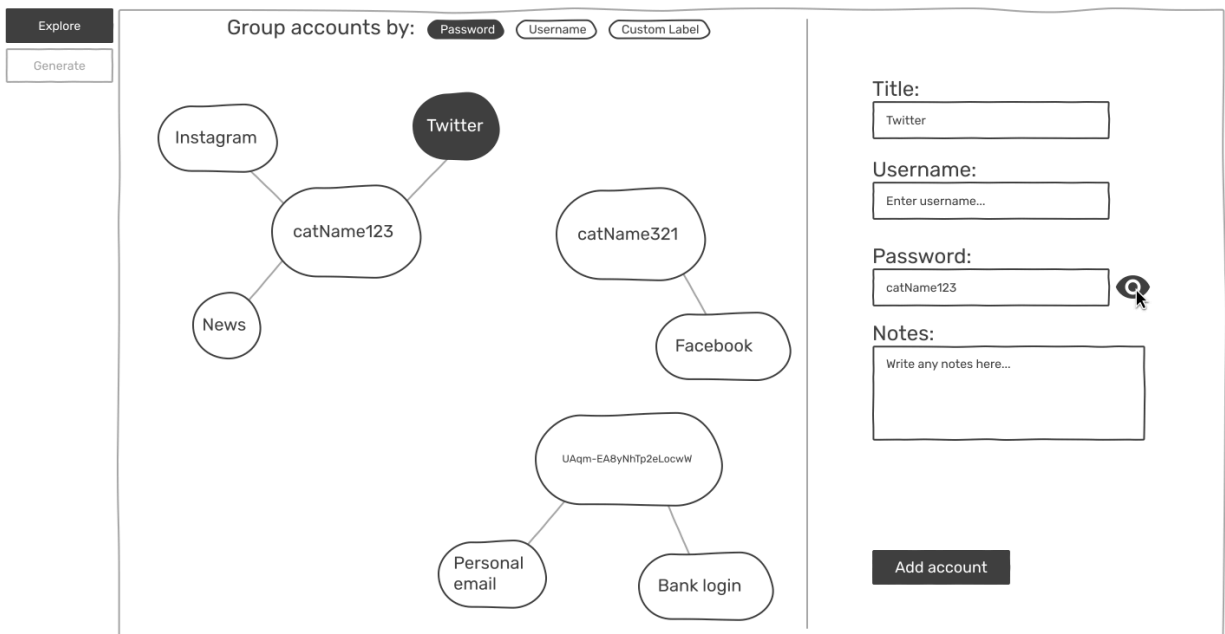 Explore
Generate
Group accounts by:
Password
Username
Custom Label
Instagram
Twitter
catName123
News
catName321
Facebook
UAqm-EA8yNhTp2eLocwW
Personal
email
Bank login
Title:
Twitter
Username:
Enter username...
Password:
catName123
Notes:
Write any notes here...
Add account